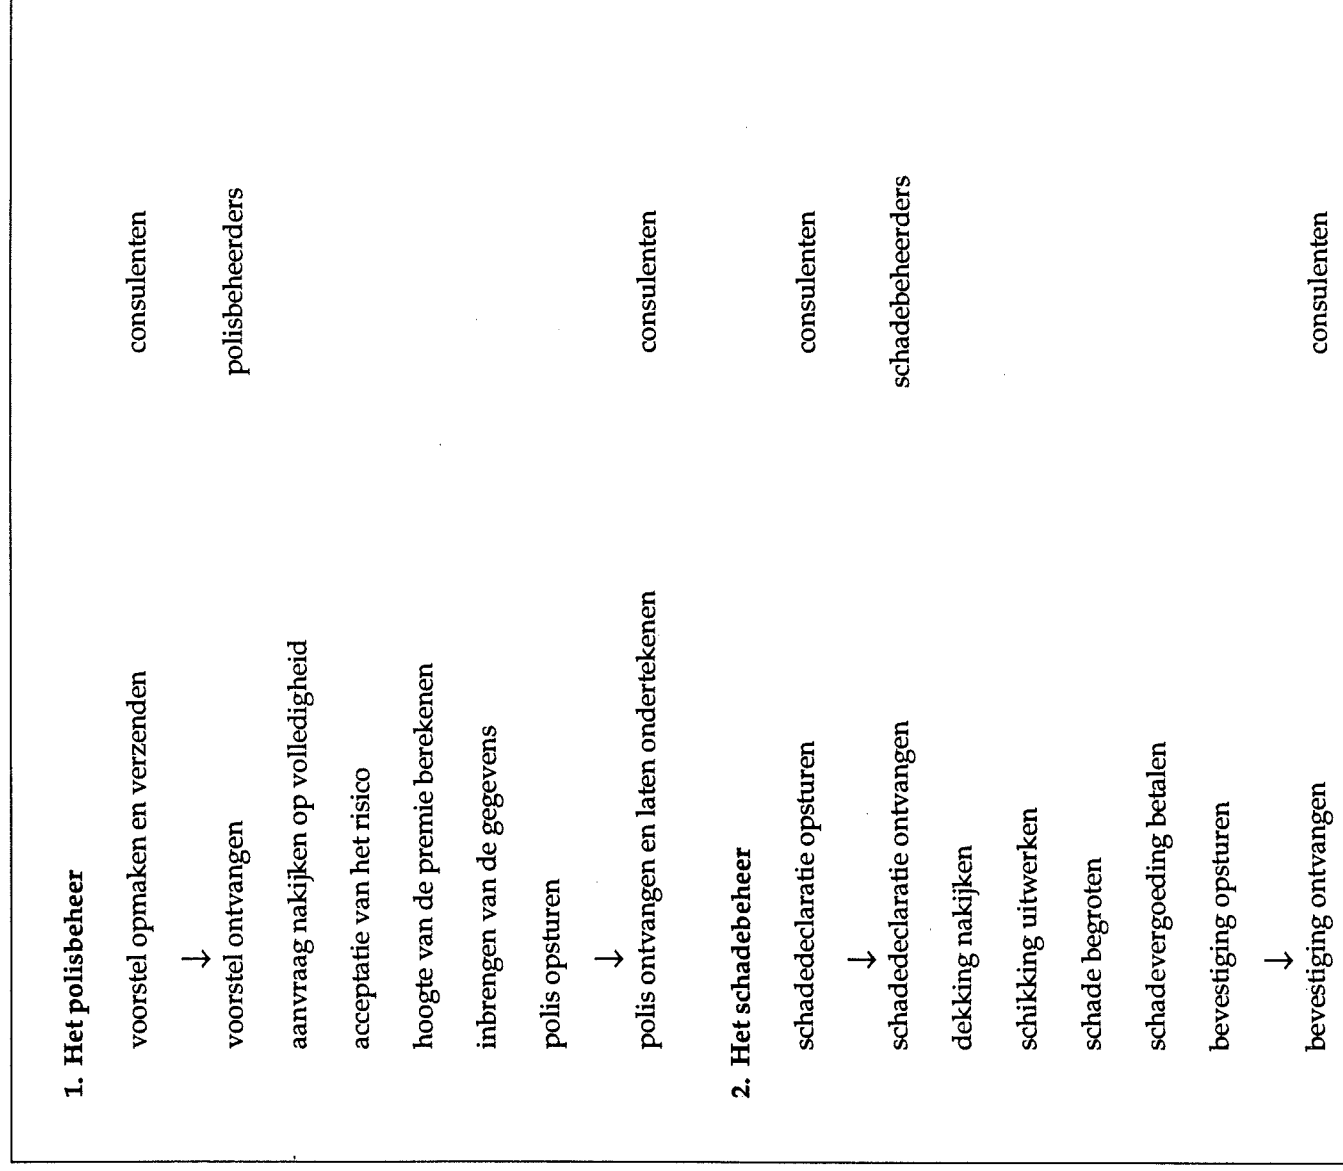 1. Het polisbeheer
voorstel opmaken en verzenden consulenten
↓
voorstel ontvangen polisbeheerders
aanvraag nakijken op volledigheid
acceptatie van het risico
hoogte van de premie berekenen
inbrengen van de gegevens
polis opsturen
↓
polis ontvangen en laten ondertekenen consulenten
2. Het schadebeheer
schadedeclaratie opsturen consulenten
↓
schadedeclaratie ontvangen schadebeheerders
dekking nakijken
schikking uitwerken
schade begroten
schadevergoeding betalen
bevestiging opsturen
↓
bevestiging ontvangen consulenten